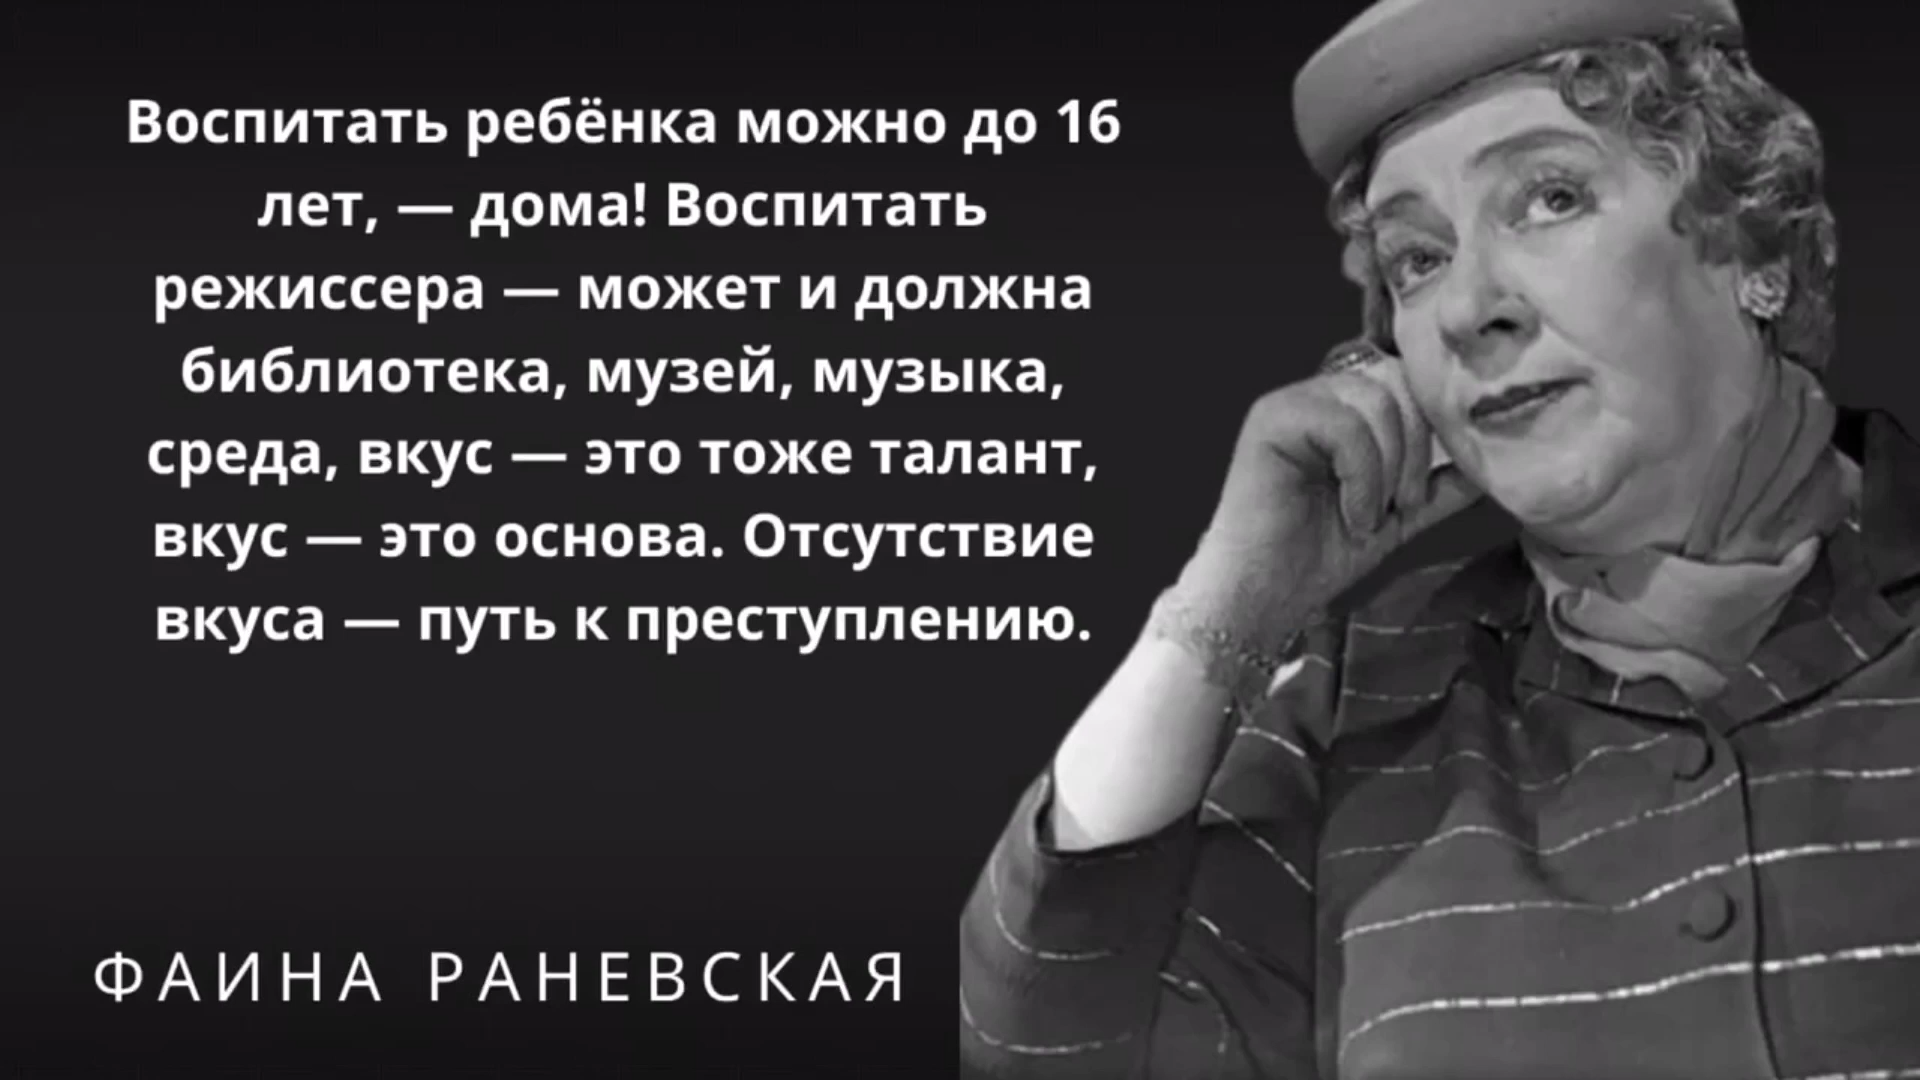 Воспитать ребёнка можно до 16
лет, — дома! Воспитать
режиссера — может и должна
библиотека, музей, музыка,
среда, вкус — это тоже талант,
вкус — это основа. Отсутствие
вкуса — путь к преступлению.
ФАИНА РАНЕВСКАЯ